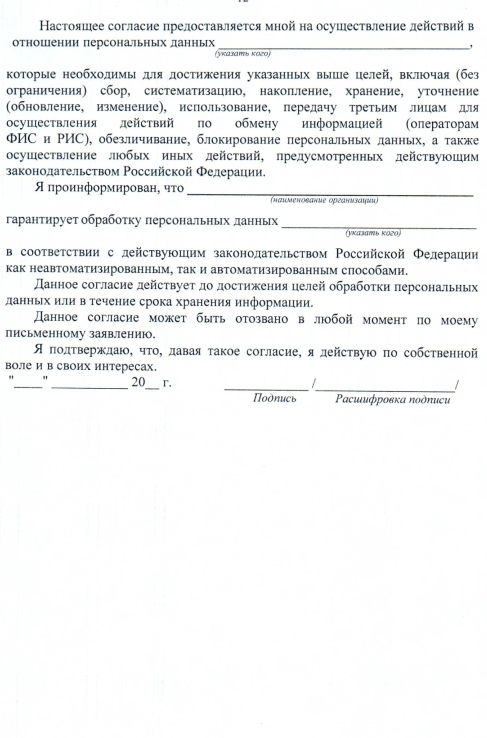 Настоящее согласие предоставляется мной на осуществление действий в
отношении персональных данных ______________________________________,
(указать кого)
которые необходимы для достижения указанных выше целей, включая (без
ограничения) сбор, систематизацию, накопление, хранение, уточнение
(обновление, изменение), использование, передачу третьим лицам для
осуществления действий по обмену информацией (операторам
ФИС и РИС), обезличивание, блокирование персональных данных, а также
осуществление любых иных действий, предусмотренных действующим
законодательством Российской Федерации.
Я проинформирован, что ____________________________________________
(наименование организации)
гарантирует обработку персональных данных _____________________________
(указать кого)
в соответствии с действующим законодательством Российской Федерации
как неавтоматизированным, так и автоматизированным способами.
Данное согласие действует до достижения целей обработки персональных
данных или в течение срока хранения информации.
Данное согласие может быть отозвано в любой момент по моему
письменному заявлению.
Я подтверждаю, что, давая такое согласие, я действую по собственной
воле и в своих интересах.
"____" ___________ 20__ г. ____________ /____________________/
Подпись Расшифровка подписи